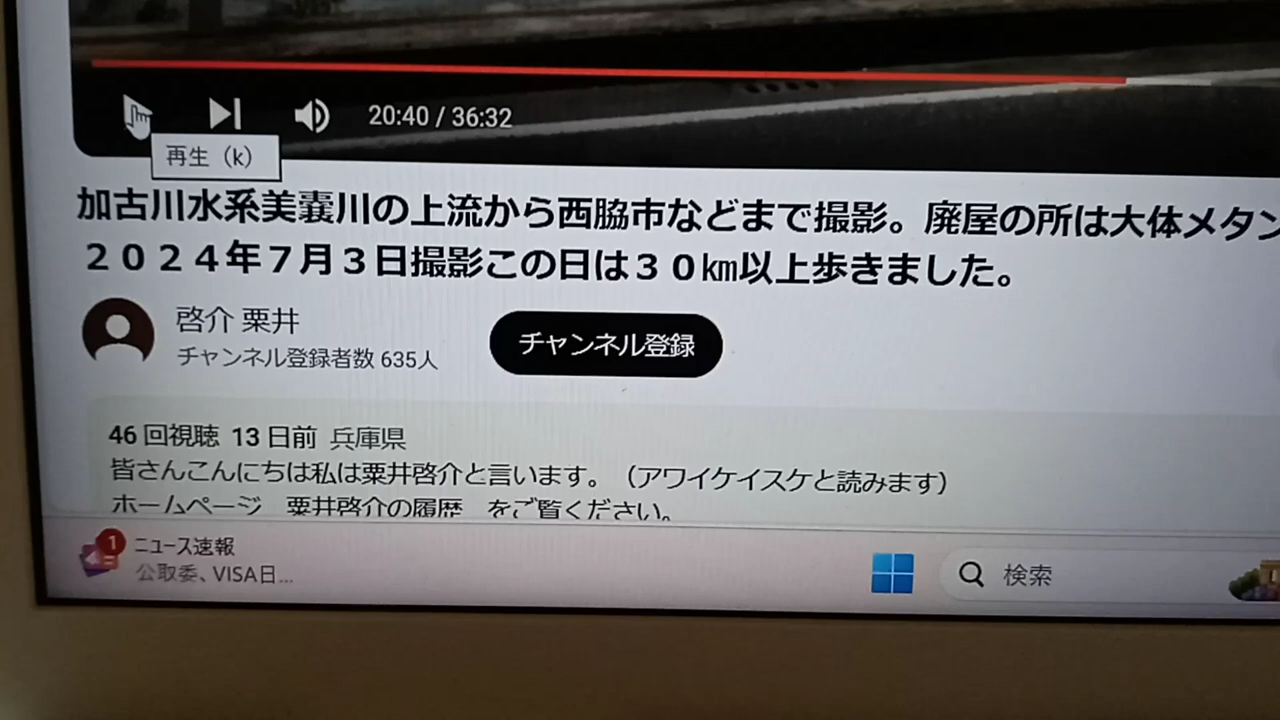 20:40 / 36:32
再生（k）
加古川水系美嚢川の上流から西脇市などまで撮影。廃屋の所は大体メタン
２０２４年７月３日撮影この日は３０㎞以上歩きました。
啓介 粟井
チャンネル登録者数 635人
チャンネル登録
46 回視聴 13 日前 兵庫県
皆さんこんにちは私は粟井啓介と言います。（アワイケイスケと読みます）
ホームページ 粟井啓介の履歴 をご覧ください。
1
ニュース速報
公取委、VISA日...
検索